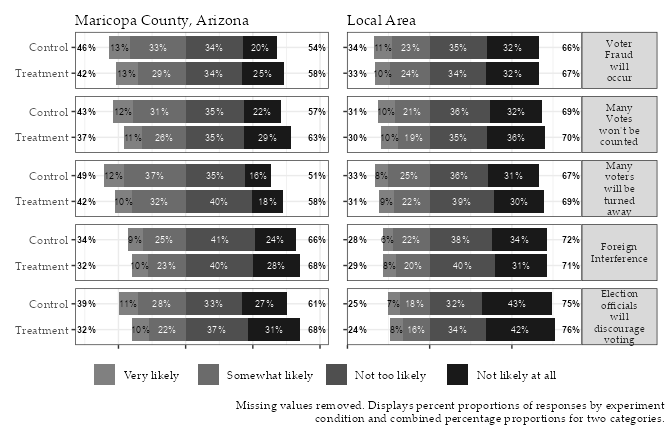 Maricopa County, Arizona
Local Area
Control 46% 13% 33% 34% 20% 54% 34% 11% 23% 35% 32% 66%
Treatment 42% 13% 29% 34% 25% 58% 33% 10% 24% 34% 32% 67%
Voter
Fraud
will
occur
Control 43% 12% 31% 35% 22% 57% 31% 10% 21% 36% 32% 69%
Treatment 37% 11% 26% 35% 29% 63% 30% 10% 19% 35% 36% 70%
Many
Votes
won't be
counted
Control 49% 12% 37% 35% 16% 51% 33% 8% 25% 36% 31% 67%
Treatment 42% 10% 32% 40% 18% 58% 31% 9% 22% 39% 30% 69%
Many
voters
will be
turned
away
Control 34% 9% 25% 41% 24% 66% 28% 6% 22% 38% 34% 72%
Treatment 32% 10% 23% 40% 28% 68% 29% 8% 20% 40% 31% 71%
Foreign
Interference
Control 39% 11% 28% 33% 27% 61% 25% 7% 18% 32% 43% 75%
Treatment 32% 10% 22% 37% 31% 68% 24% 8% 16% 34% 42% 76%
Election
officials
will
discourage
voting
Very likely Somewhat likely Not too likely Not likely at all
Missing values removed. Displays percent proportions of responses by experiment
condition and combined percentage proportions for two categories.